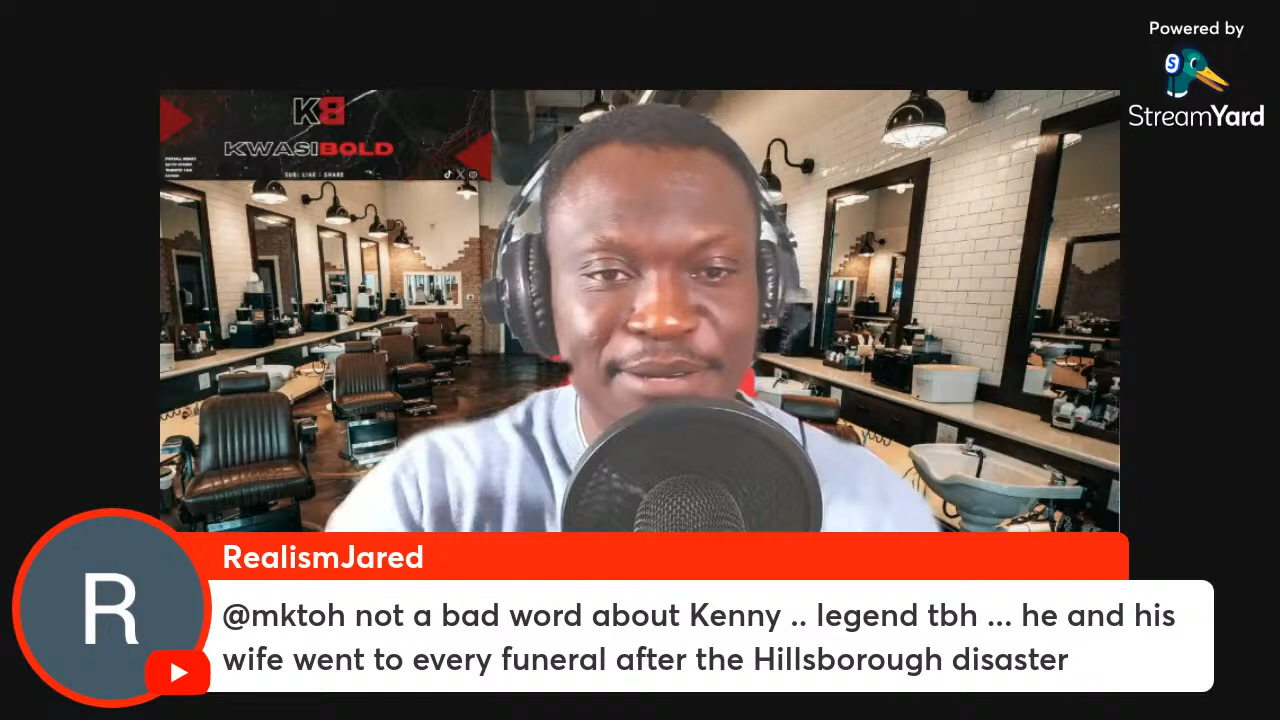 Powered by
S
StreamYard
KB
KWASIBOLD
SUB | LIKE | SHARE
R
RealismJared
@mktoh not a bad word about Kenny .. legend tbh ... he and his
wife went to every funeral after the Hillsborough disaster